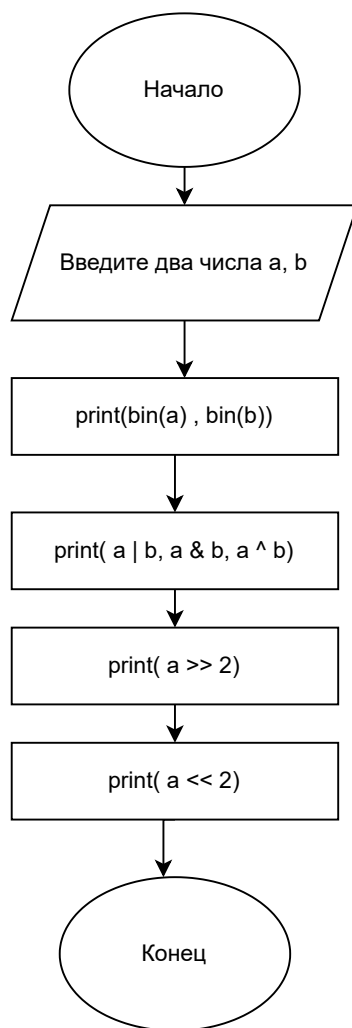 Начало
Введите два числа a, b
print(bin(a) , bin(b))
print( a | b, a & b, a ^ b)
print( a >> 2)
print( a << 2)
Конец